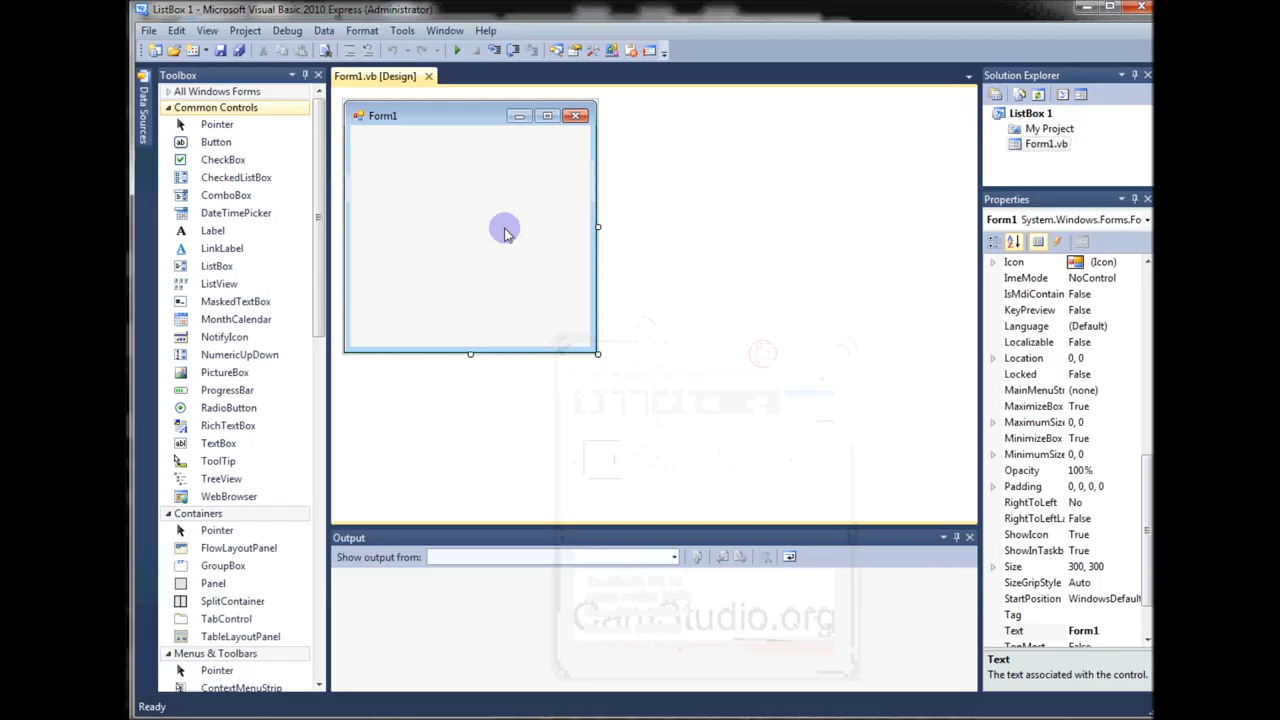 ListBox 1 - Microsoft Visual Basic 2010 Express (Administrator)
File Edit View Project Debug Data Format Tools Window Help
Data Sources
Toolbox
All Windows Forms
Common Controls
Pointer
Button
CheckBox
CheckedListBox
ComboBox
DateTimePicker
Label
LinkLabel
ListBox
ListView
MaskedTextBox
MonthCalendar
NotifyIcon
NumericUpDown
PictureBox
ProgressBar
RadioButton
RichTextBox
TextBox
ToolTip
TreeView
WebBrowser
Containers
Pointer
FlowLayoutPanel
GroupBox
Panel
SplitContainer
TabControl
TableLayoutPanel
Menus & Toolbars
Pointer
ContextMenuStrip
Form1.vb [Design]
Form1
Output
Show output from:
Solution Explorer
ListBox 1
My Project
Form1.vb
Properties
Form1 System.Windows.Forms.Fo
Icon (Icon)
ImeMode NoControl
IsMdiContain False
KeyPreview False
Language (Default)
Localizable False
Location 0, 0
Locked False
MainMenuStr (none)
MaximizeBox True
MaximumSize 0, 0
MinimizeBox True
MinimumSize 0, 0
Opacity 100%
Padding 0, 0, 0, 0
RightToLeft No
RightToLeftLa False
ShowIcon True
ShowInTaskb True
Size 300, 300
SizeGripStyle Auto
StartPosition WindowsDefault
Tag
Text Form1
TopMost False
Text
The text associated with the control.
Ready